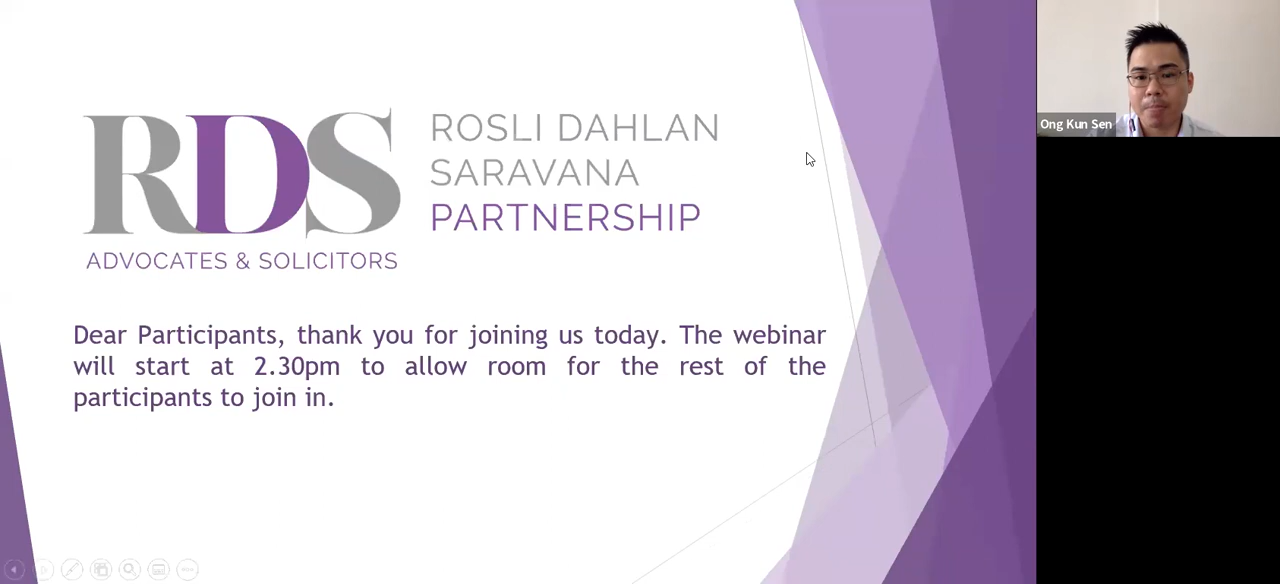 RDS
ROSLI DAHLAN
SARAVANA
PARTNERSHIP
ADVOCATES & SOLICITORS
Dear Participants, thank you for joining us today. The webinar
will start at 2.30pm to allow room for the rest of the
participants to join in.
Ong Kun Sen